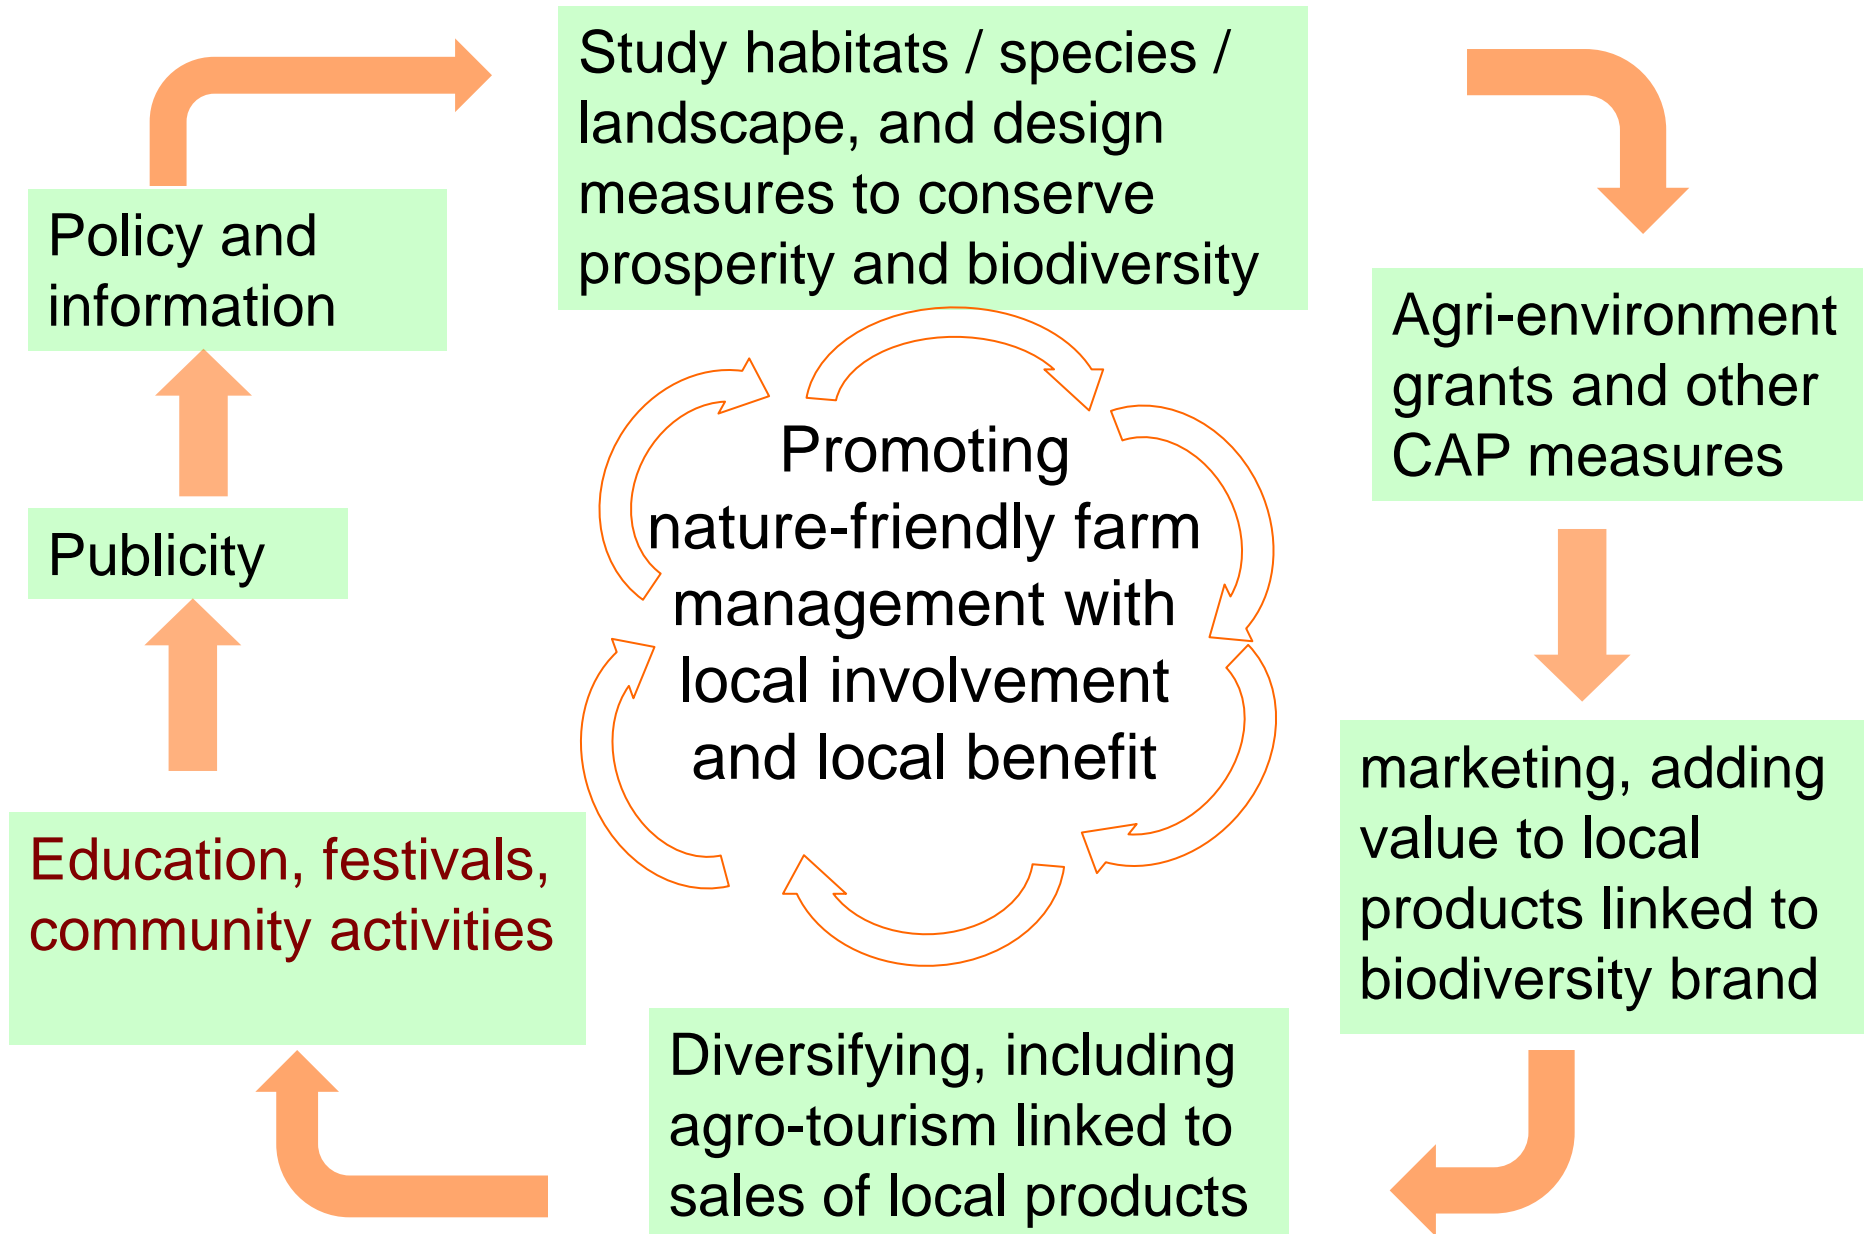 Study habitats / species /
landscape, and design
measures to conserve
prosperity and biodiversity
Agri-environment
grants and other
CAP measures
marketing, adding
value to local
products linked to
biodiversity brand
Diversifying, including
agro-tourism linked to
sales of local products
Education, festivals,
community activities
Publicity
Policy and
information
Promoting
nature-friendly farm
management with
local involvement
and local benefit